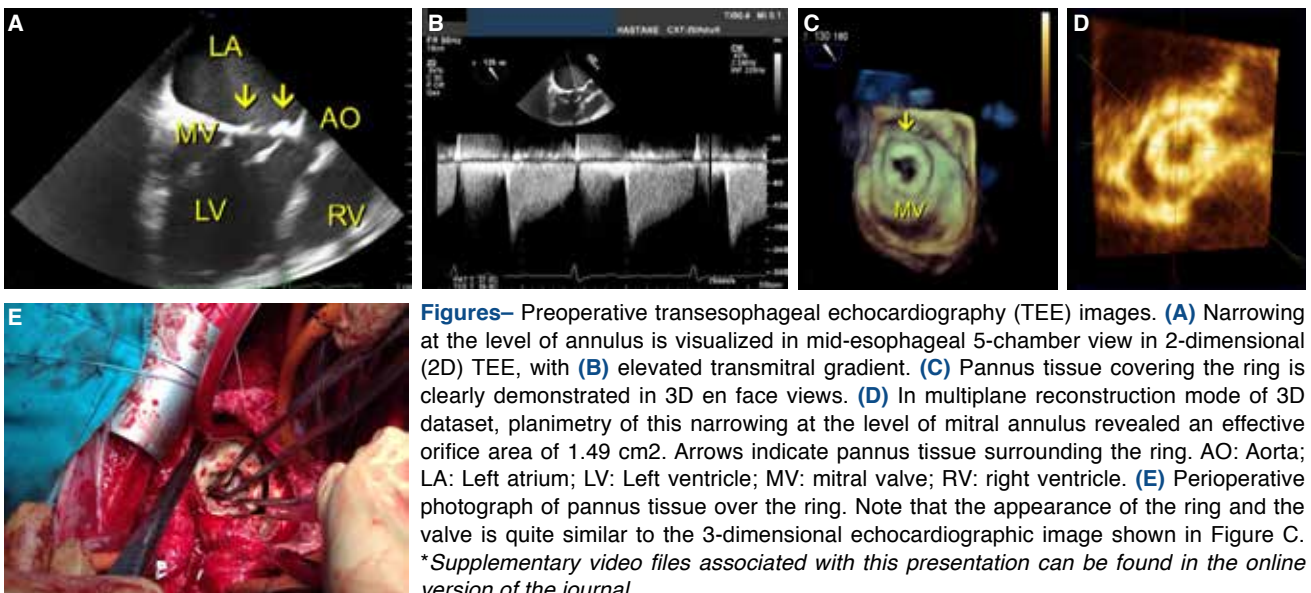 A
LA
AO
MV
LV
RV
B
HASTANE
C
MV
D
E
Figures– Preoperative transesophageal echocardiography (TEE) images. (A) Narrowing
at the level of annulus is visualized in mid-esophageal 5-chamber view in 2-dimensional
(2D) TEE, with (B) elevated transmitral gradient. (C) Pannus tissue covering the ring is
clearly demonstrated in 3D en face views. (D) In multiplane reconstruction mode of 3D
dataset, planimetry of this narrowing at the level of mitral annulus revealed an effective
orifice area of 1.49 cm2. Arrows indicate pannus tissue surrounding the ring. AO: Aorta;
LA: Left atrium; LV: Left ventricle; MV: mitral valve; RV: right ventricle. (E) Perioperative
photograph of pannus tissue over the ring. Note that the appearance of the ring and the
valve is quite similar to the 3-dimensional echocardiographic image shown in Figure C.
*Supplementary video files associated with this presentation can be found in the online
version of the journal